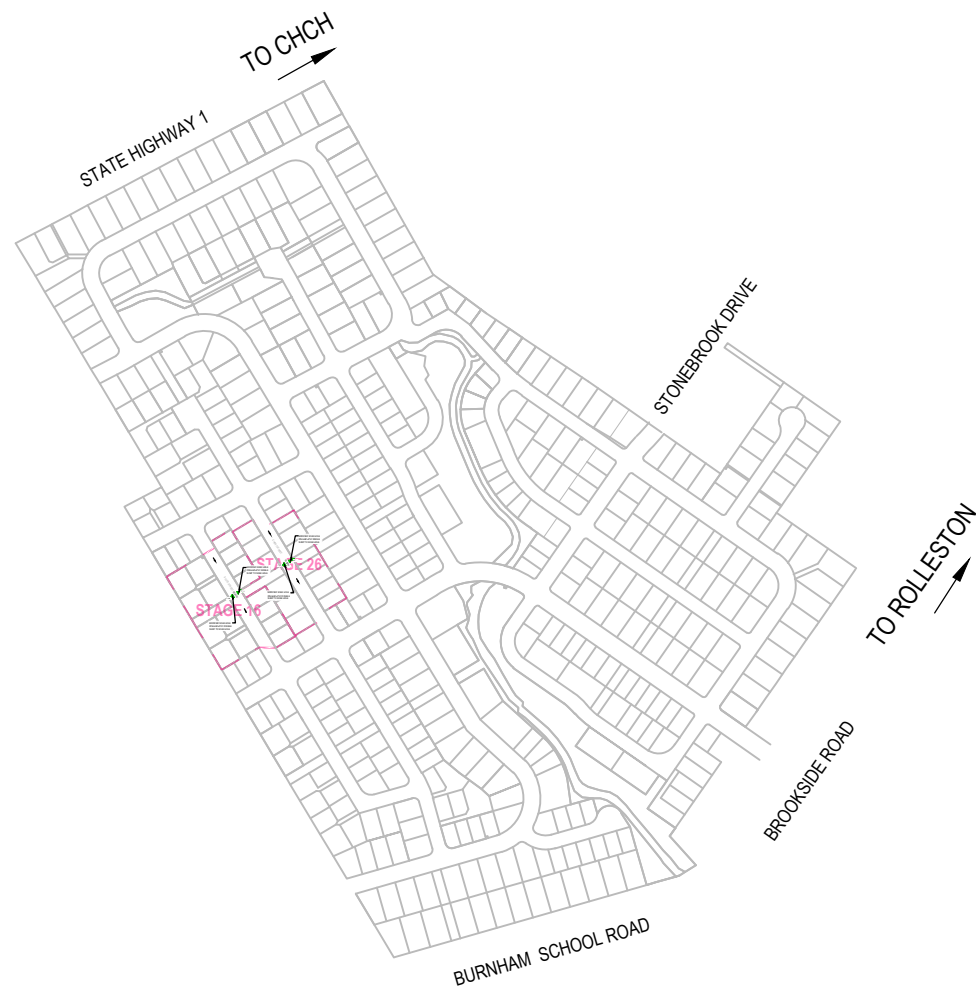 TO CHCH
STATE HIGHWAY 1
STONEBROOK DRIVE
TO ROLLESTON
STAGE 26
STAGE 16
BROOKSIDE ROAD
BURNHAM SCHOOL ROAD